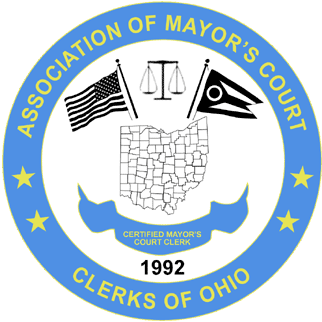 ASSOCIATION OF MAYOR'S COURT
CERTIFIED MAYOR'S
COURT CLERK
1992
CLERKS OF OHIO